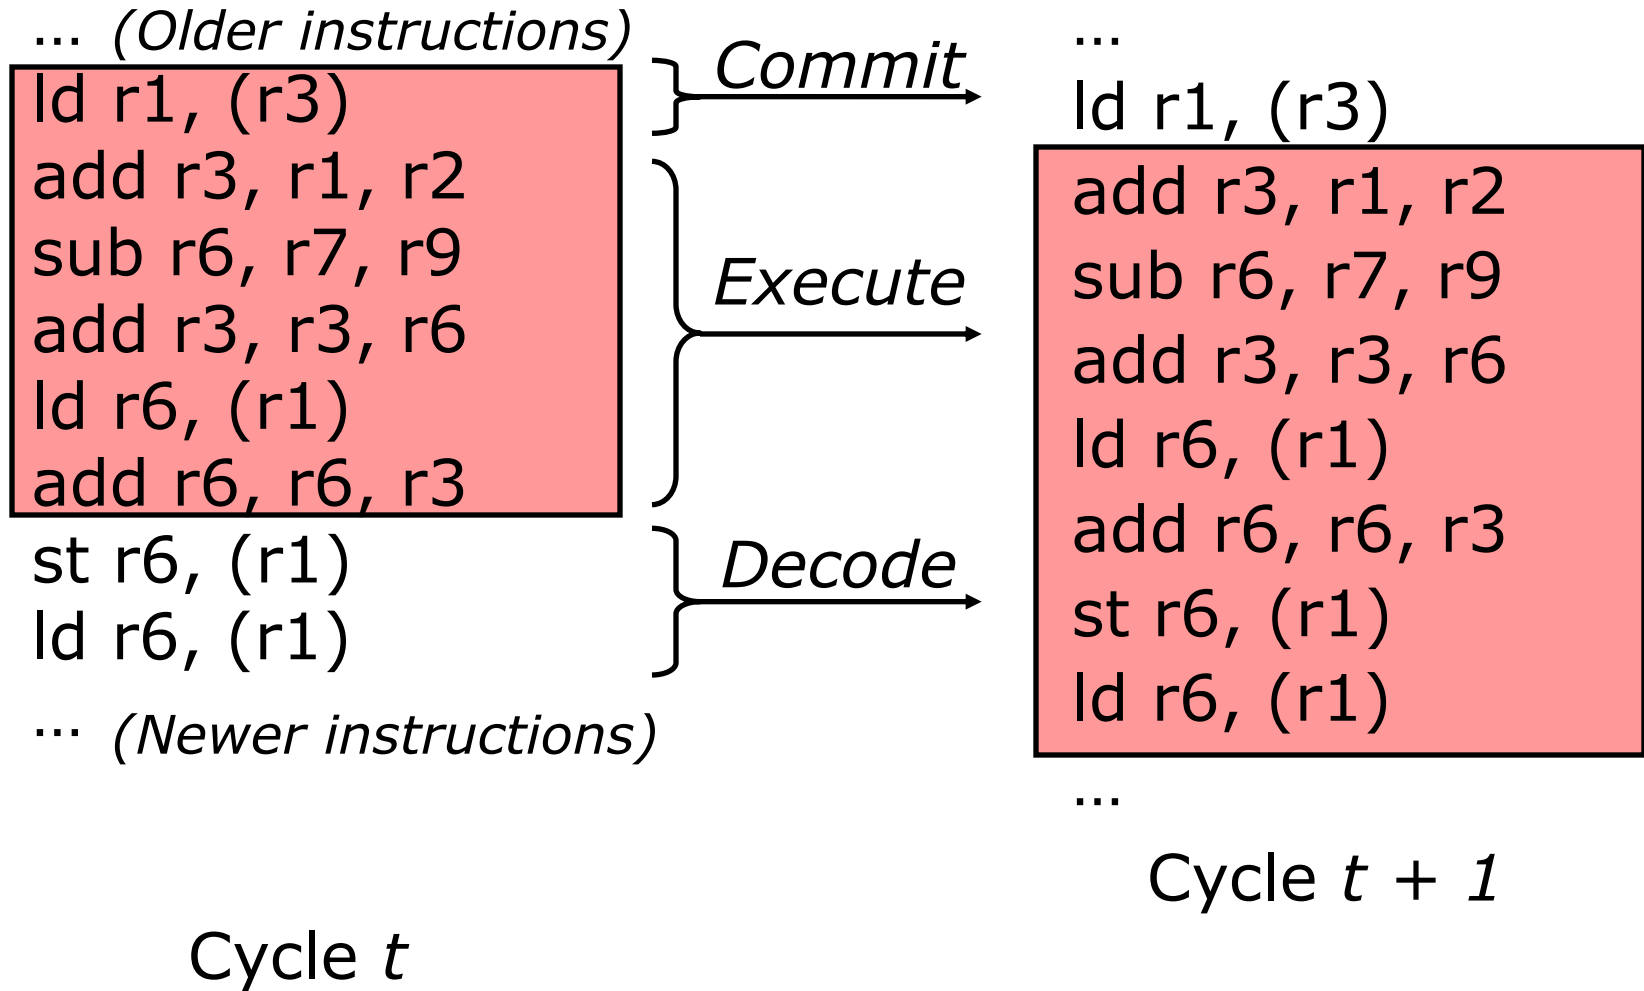 ... (Older instructions)
ld r1, (r3)
add r3, r1, r2
sub r6, r7, r9
add r3, r3, r6
ld r6, (r1)
add r6, r6, r3
st r6, (r1)
ld r6, (r1)
... (Newer instructions)
Cycle t
Commit
Execute
Decode
...
ld r1, (r3)
add r3, r1, r2
sub r6, r7, r9
add r3, r3, r6
ld r6, (r1)
add r6, r6, r3
st r6, (r1)
ld r6, (r1)
...
Cycle t + 1